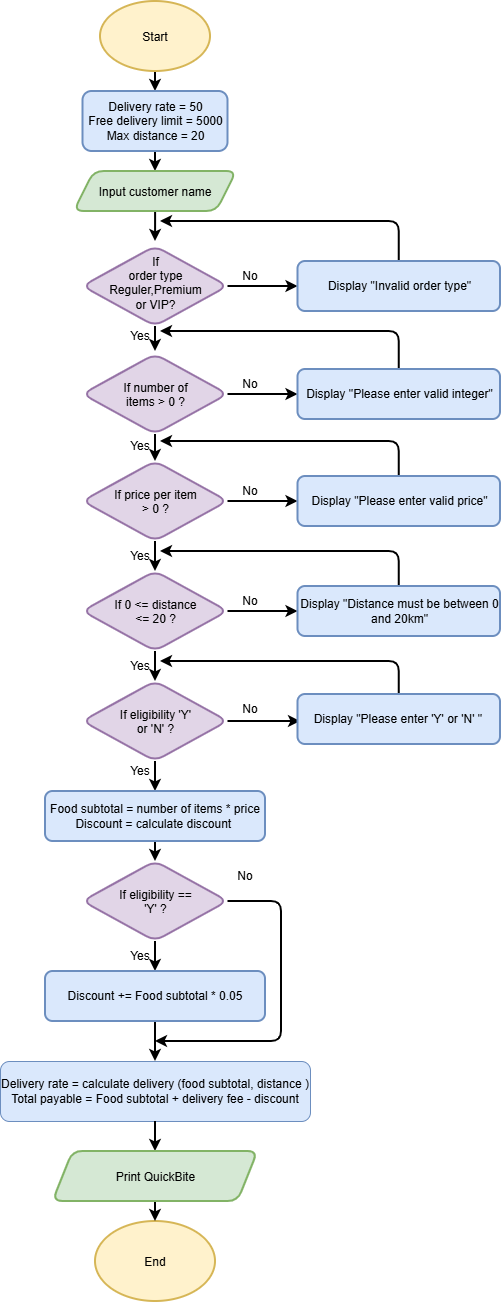 Start
Delivery rate = 50
Free delivery limit = 5000
Max distance = 20
Input customer name
If
order type
Reguler,Premium
or VIP?
No
Display "Invalid order type"
Yes
If number of
items > 0 ?
No
Display "Please enter valid integer"
Yes
If price per item
> 0 ?
No
Display "Please enter valid price"
Yes
If 0 <= distance
<= 20 ?
No
Display "Distance must be between 0
and 20km"
Yes
If eligibility 'Y'
or 'N' ?
No
Display "Please enter 'Y' or 'N' "
Yes
Food subtotal = number of items * price
Discount = calculate discount
If eligibility ==
'Y' ?
No
Yes
Discount += Food subtotal * 0.05
Delivery rate = calculate delivery (food subtotal, distance )
Total payable = Food subtotal + delivery fee - discount
Print QuickBite
End